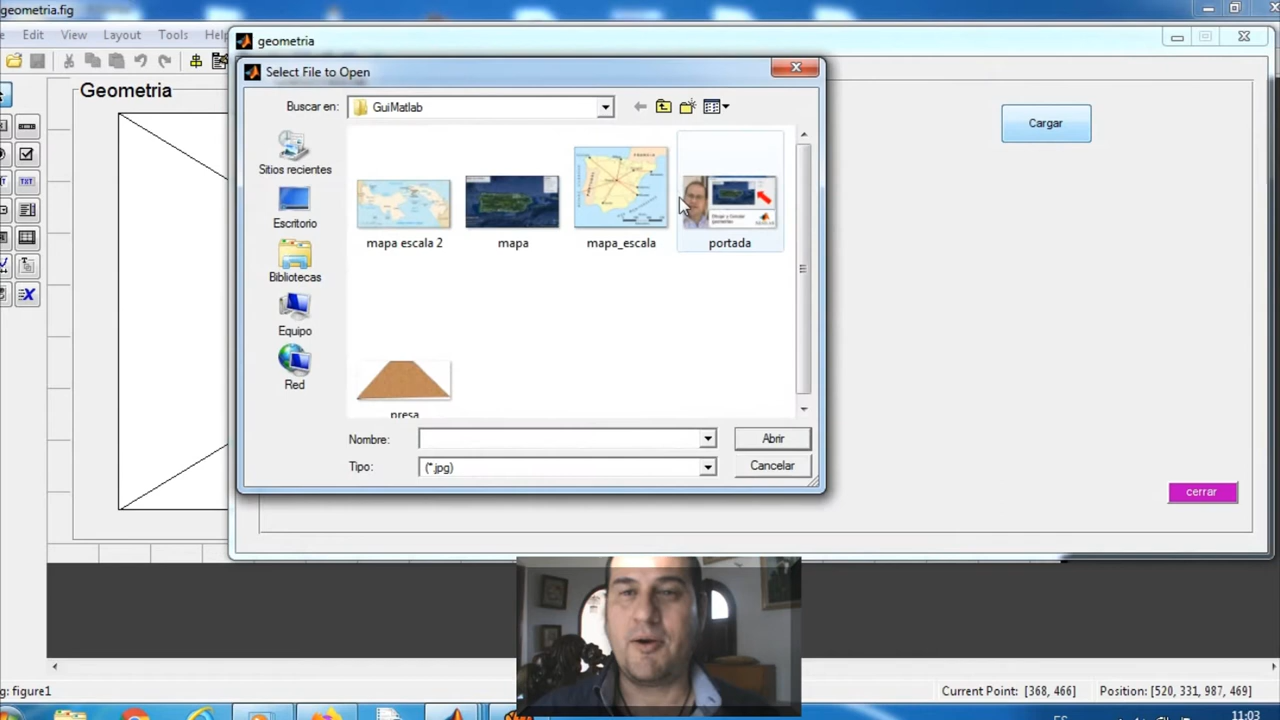 geometria.fig
Edit View Layout Tools Help
Geometria
geometria
Select File to Open
Buscar en: GuiMatlab
Sitios recientes
Escritorio
Bibliotecas
Equipo
Red
mapa escala 2
mapa
mapa_escala
portada
presa
Nombre:
Abrir
Tipo: (*.jpg)
Cancelar
Cargar
cerrar
g: figure1
Current Point: [368, 466]
Position: [520, 331, 987, 469]
ES
11:03